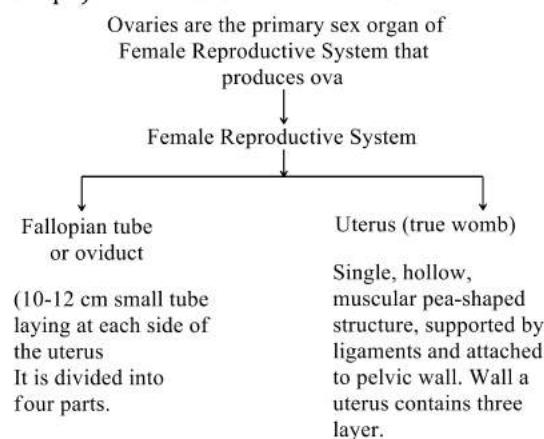 Ovaries are the primary sex organ of
Female Reproductive System that
produces ova
Female Reproductive System
Fallopian tube
or oviduct
(10-12 cm small tube
laying at each side of
the uterus
It is divided into
four parts.
Uterus (true womb)
Single, hollow,
muscular pea-shaped
structure, supported by
ligaments and attached
to pelvic wall. Wall a
uterus contains three
layer.